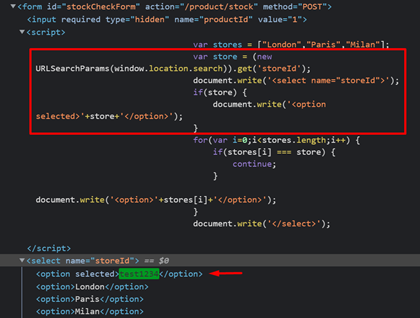 ▼<form id="stockCheckForm" action="/product/stock" method="POST">
<input required type="hidden" name="productId" value="1">
▼<script>
var stores = ["London","Paris","Milan"];
var store = (new
URLSearchParams(window.location.search)).get('storeId');
document.write('<select name="storeId">');
if(store) {
document.write('<option
selected>'+store+'</option>');
}
for(var i=0;i<stores.length;i++) {
if(stores[i] === store) {
continue;
}
document.write('<option>'+stores[i]+'</option>');
}
document.write('</select>');
</script>
▼<select name="storeId"> == $0
<option selected>test1234</option>
<option>London</option>
<option>Paris</option>
<option>Milan</option>